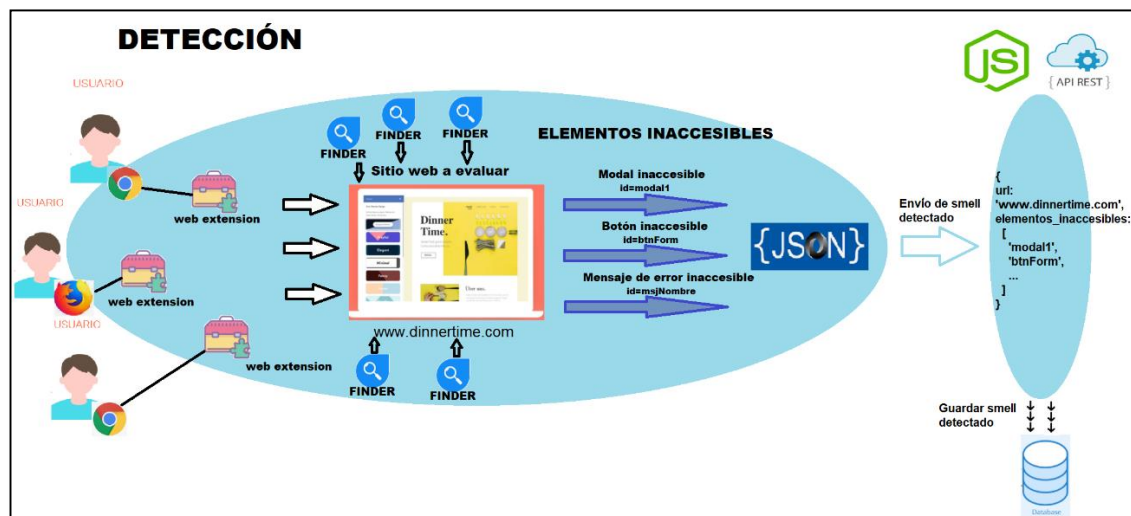 DETECCIÓN
USUARIO
web extension
USUARIO
web extension
USUARIO
web extension
FINDER
FINDER
FINDER
Sitio web a evaluar
Dinner
Time.
www.dinnertime.com
FINDER
FINDER
ELEMENTOS INACCESIBLES
Modal inaccesible
id=modal1
Botón inaccesible
id=btnForm
Mensaje de error inaccesible
id=msjNombre
{JSON}
Envío de smell
detectado
JS
{ API REST }
{
url:
'www.dinnertime.com',
elementos_inaccesibles:
[
'modal1',
'btnForm',
...
]
}
Guardar smell
detectado
Database